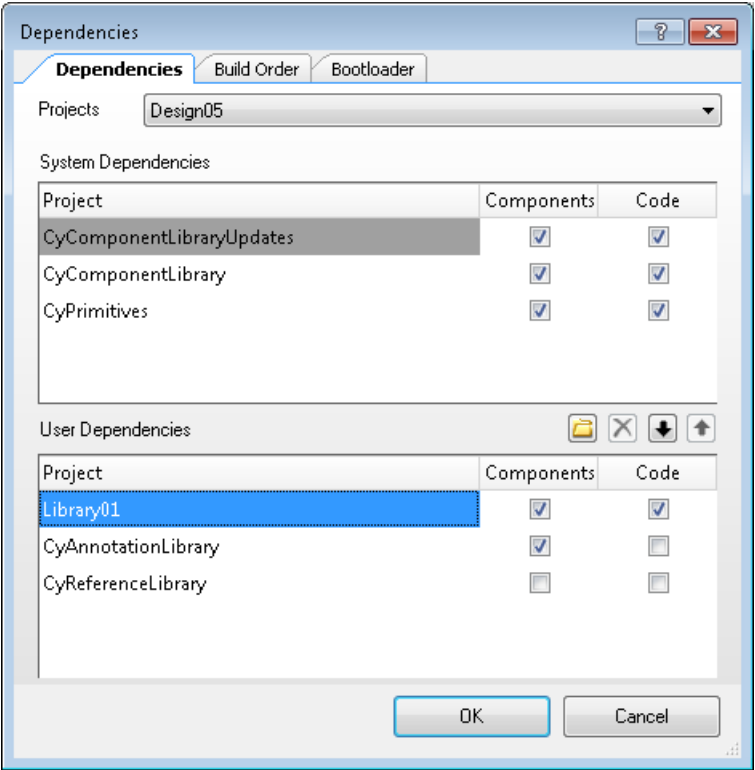 Dependencies
Dependencies Build Order Bootloader
Projects Design05
System Dependencies
Project Components Code
CyComponentLibraryUpdates
CyComponentLibrary
CyPrimitives
User Dependencies
Project Components Code
Library01
CyAnnotationLibrary
CyReferenceLibrary
OK Cancel